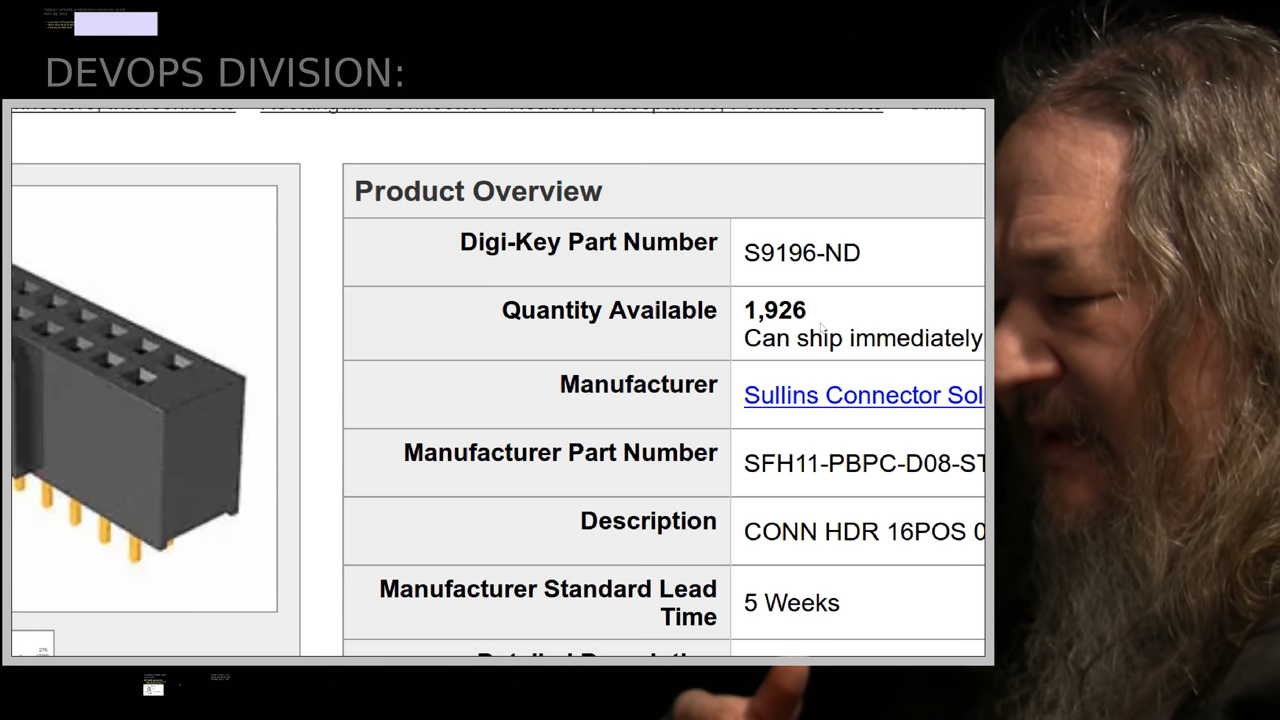 DEVOPS DIVISION:
Product Overview
Digi-Key Part Number
S9196-ND
Quantity Available
1,926
Can ship immediately
Manufacturer
Sullins Connector Sol
Manufacturer Part Number
SFH11-PBPC-D08-ST
Description
CONN HDR 16POS 0
Manufacturer Standard Lead
Time
5 Weeks